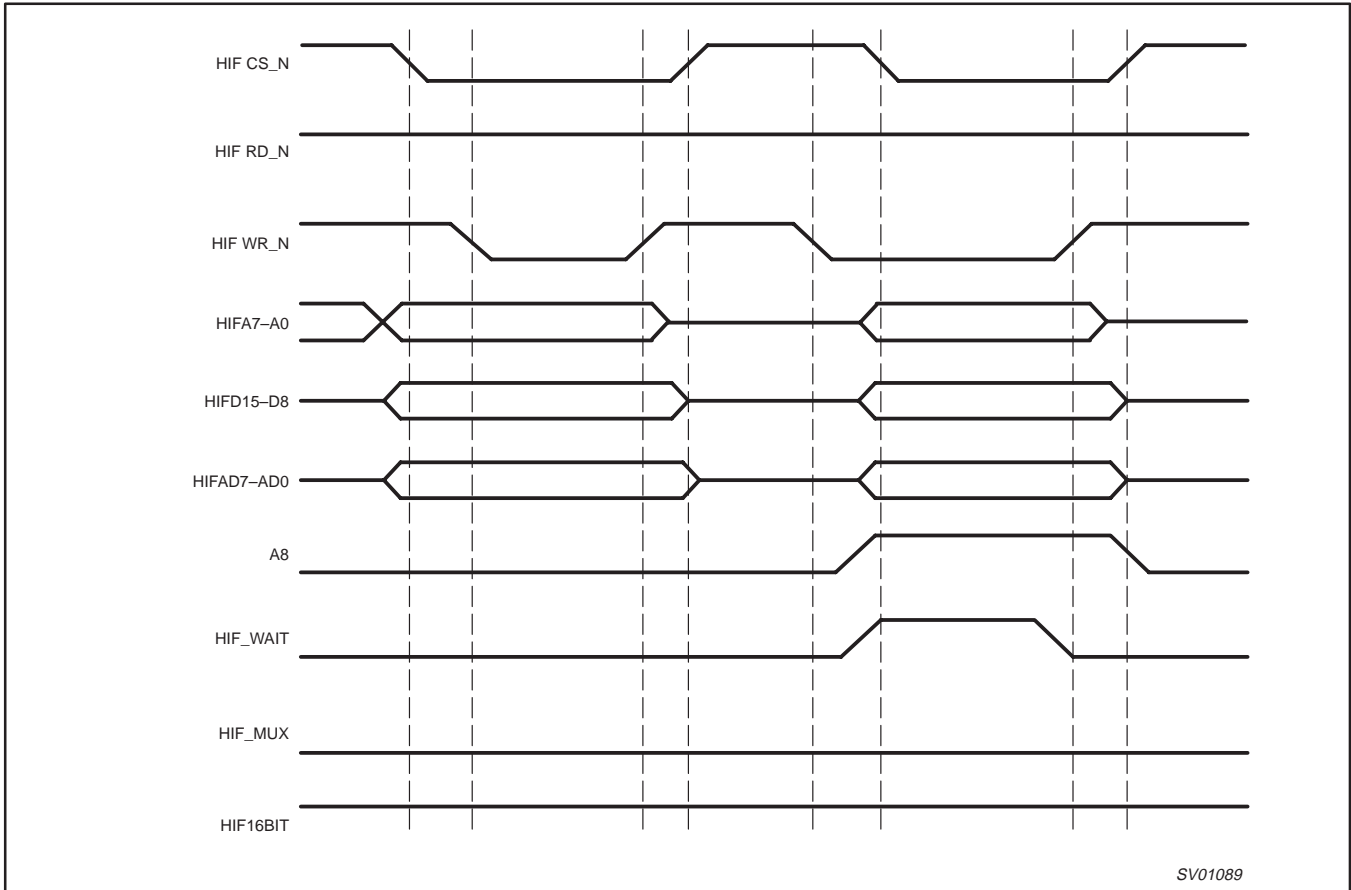 HIF CS_N
HIF RD_N
HIF WR_N
HIFA7–A0
HIFD15–D8
HIFAD7–AD0
A8
HIF_WAIT
HIF_MUX
HIF16BIT
SV01089